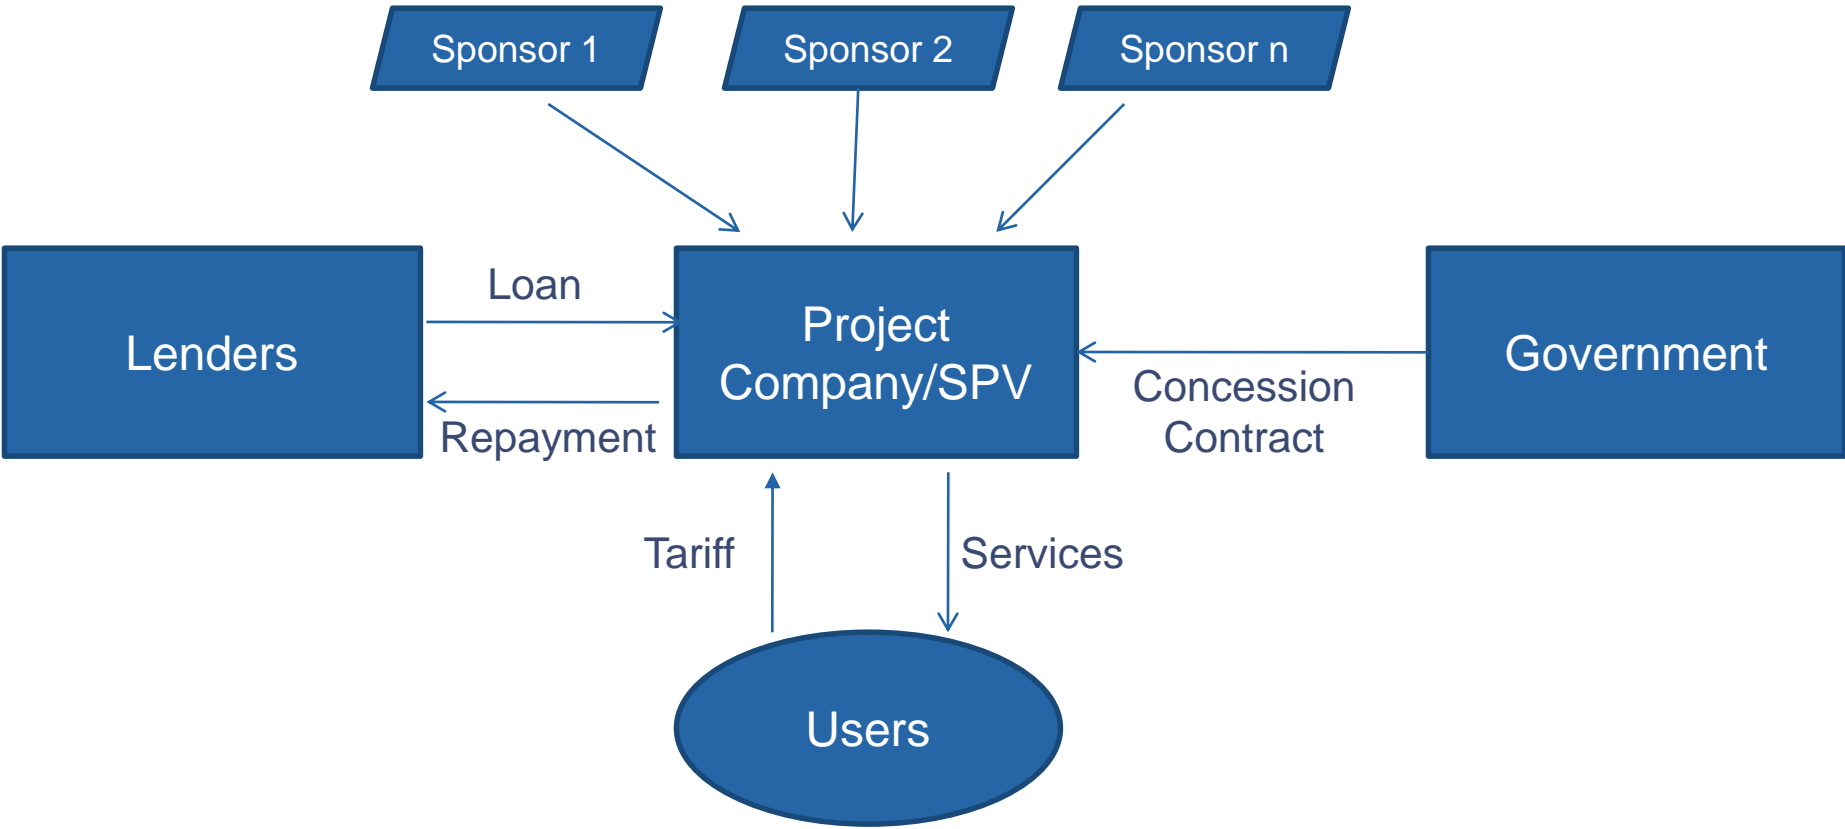 Sponsor 1
Sponsor 2
Sponsor n
Lenders
Loan
Repayment
Project
Company/SPV
Concession
Contract
Government
Tariff
Services
Users